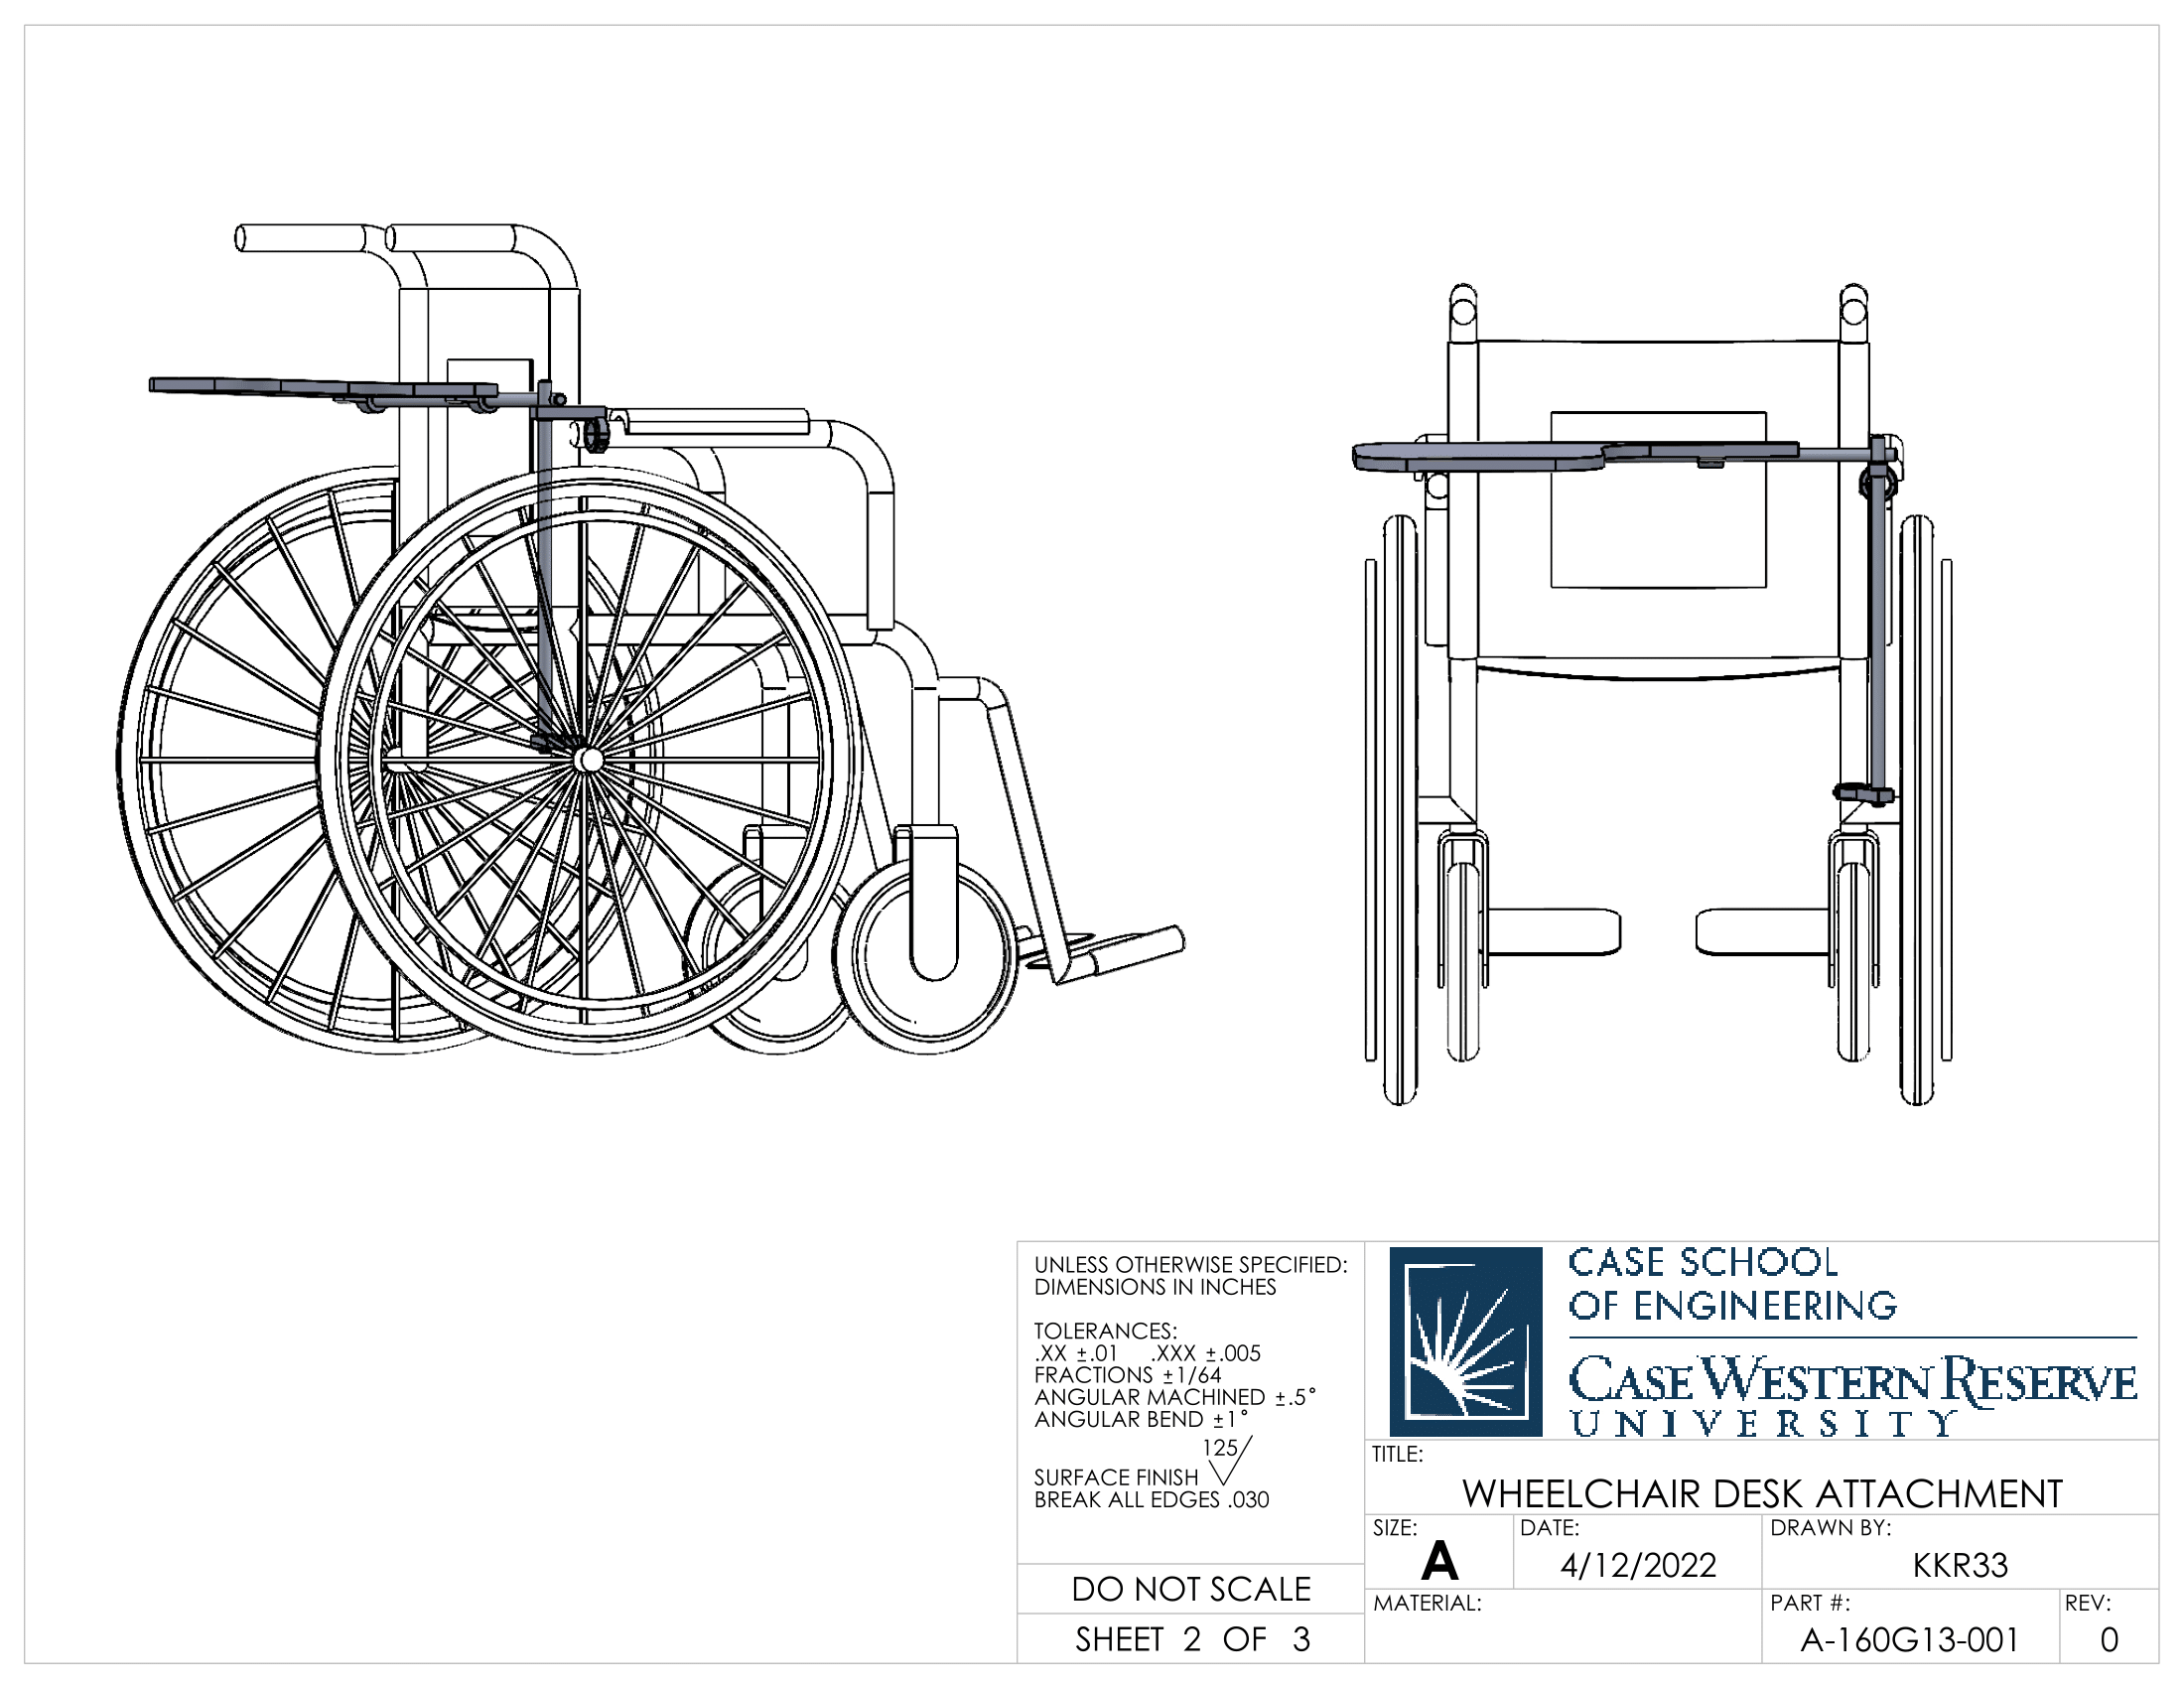 UNLESS OTHERWISE SPECIFIED:
DIMENSIONS IN INCHES
TOLERANCES:
.XX ±.01 .XXX ±.005
FRACTIONS ±1/64
ANGULAR MACHINED ±.5°
ANGULAR BEND ±1°
125
SURFACE FINISH
BREAK ALL EDGES .030
DO NOT SCALE
SHEET 2 OF 3
CASE SCHOOL
OF ENGINEERING
CASE WESTERN RESERVE
UNIVERSITY
TITLE:
WHEELCHAIR DESK ATTACHMENT
SIZE: DATE: DRAWN BY:
A 4/12/2022 KKR33
MATERIAL: PART #: REV:
A-160G13-001 0